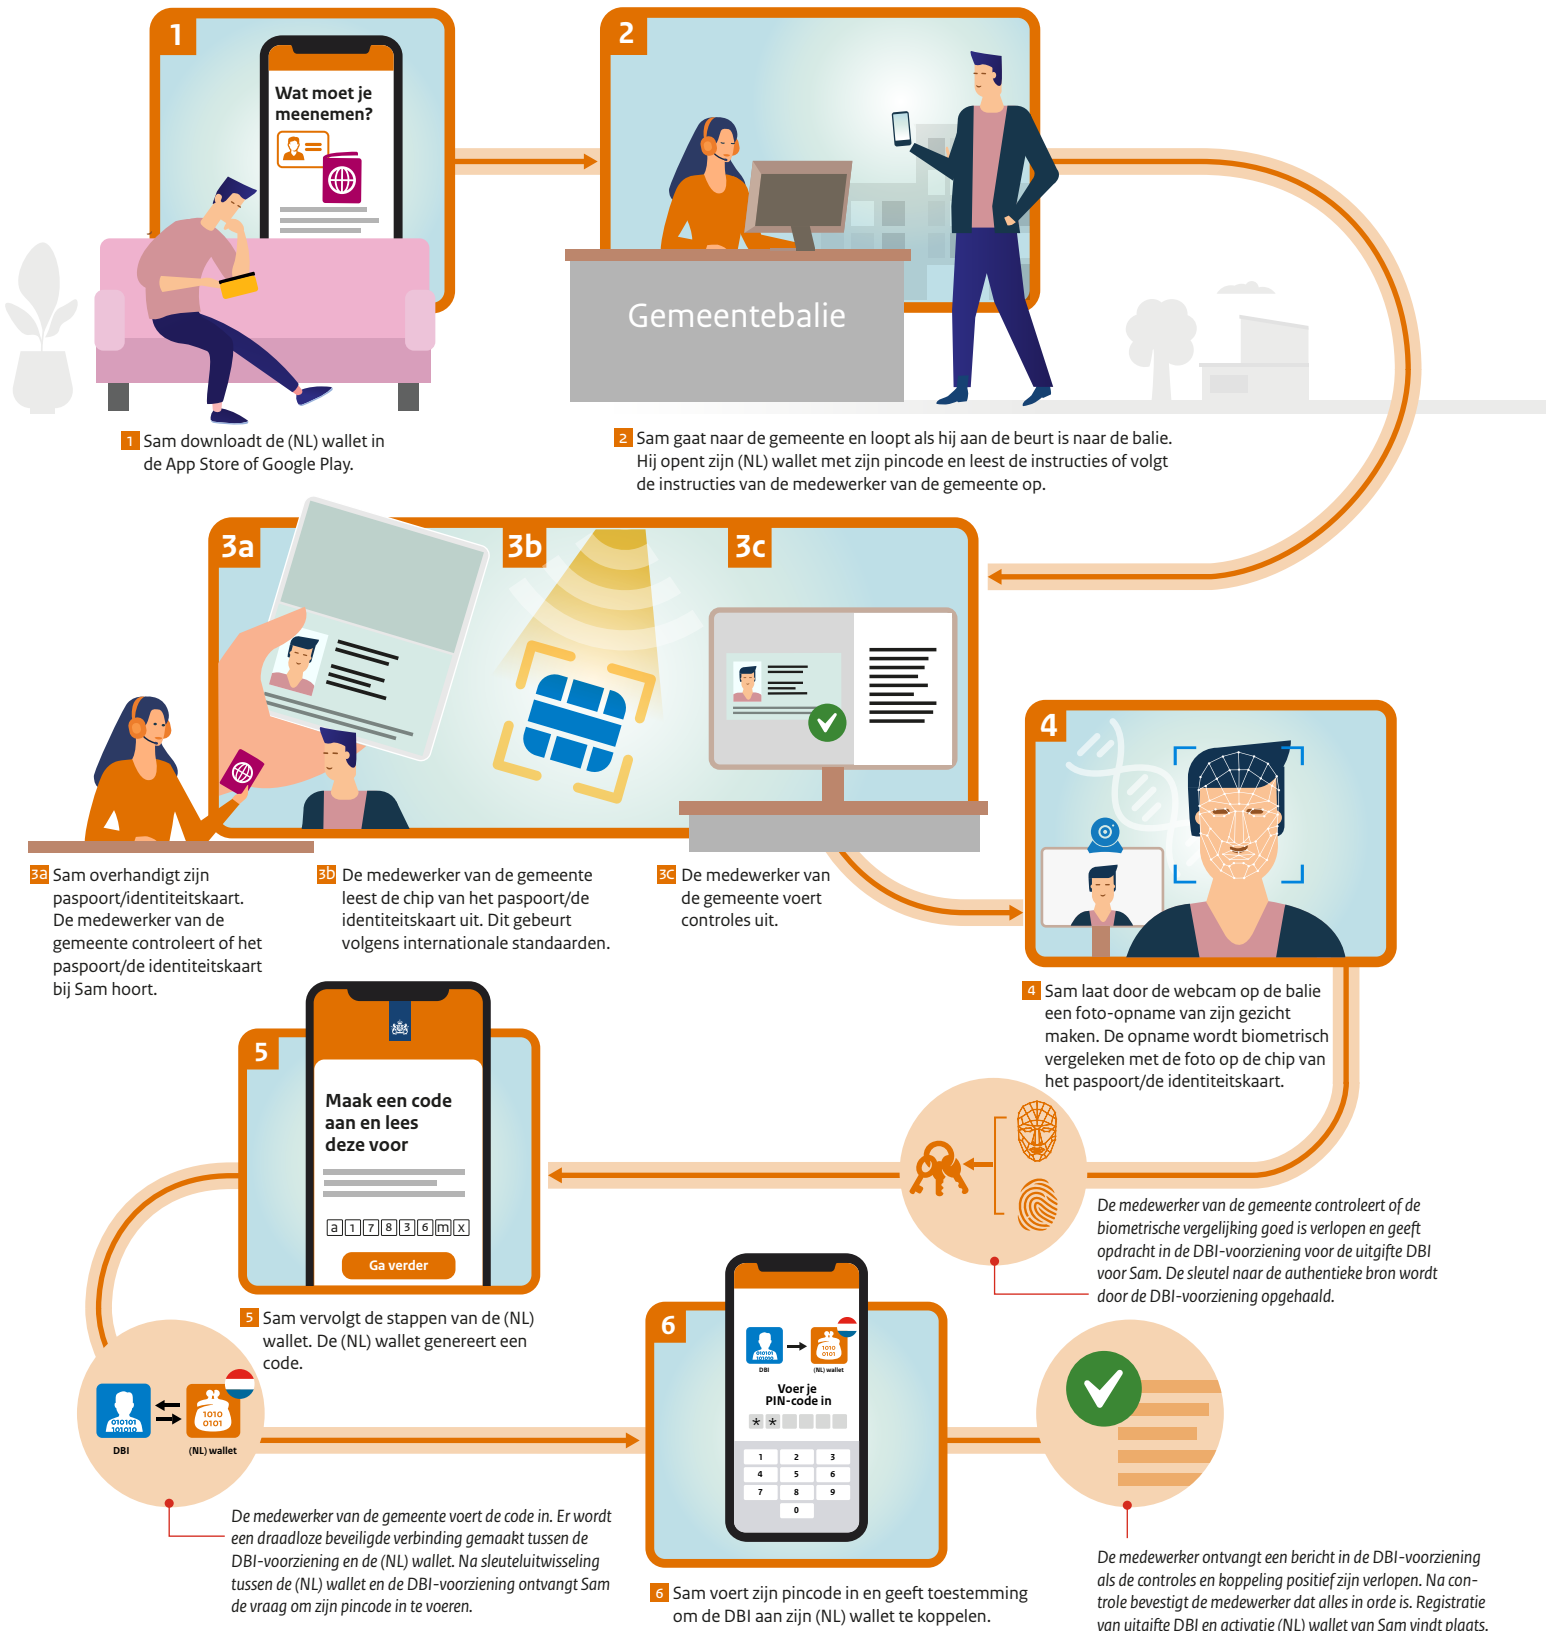 1
Wat moet je
meenemen?
2
Gemeentebalie
1 Sam downloadt de (NL) wallet in
de App Store of Google Play.
2 Sam gaat naar de gemeente en loopt als hij aan de beurt is naar de balie.
Hij opent zijn (NL) wallet met zijn pincode en leest de instructies of volgt
de instructies van de medewerker van de gemeente op.
3a
3b
3c
3a Sam overhandigt zijn
paspoort/identiteitskaart.
De medewerker van de
gemeente controleert of het
paspoort/de identiteitskaart
bij Sam hoort.
3b De medewerker van de gemeente
leest de chip van het paspoort/de
identiteitskaart uit. Dit gebeurt
volgens internationale standaarden.
3c De medewerker van
de gemeente voert
controles uit.
4
4 Sam laat door de webcam op de balie
een foto-opname van zijn gezicht
maken. De opname wordt biometrisch
vergeleken met de foto op de chip van
het paspoort/de identiteitskaart.
De medewerker van de gemeente controleert of de
biometrische vergelijking goed is verlopen en geeft
opdracht in de DBI-voorziening voor de uitgifte DBI
voor Sam. De sleutel naar de authentieke bron wordt
door de DBI-voorziening opgehaald.
5
Maak een code
aan en lees
deze voor
a 1 7 8 3 6 m x
Ga verder
5 Sam vervolgt de stappen van de (NL)
wallet. De (NL) wallet genereert een
code.
010101
101010
DBI
1010
0101
(NL) wallet
De medewerker van de gemeente voert de code in. Er wordt
een draadloze beveiligde verbinding gemaakt tussen de
DBI-voorziening en de (NL) wallet. Na sleuteluitwisseling
tussen de (NL) wallet en de DBI-voorziening ontvangt Sam
de vraag om zijn pincode in te voeren.
6
010101
101010
DBI
1010
0101
(NL) wallet
Voer je
PIN-code in
* *
1 2 3
4 5 6
7 8 9
0
6 Sam voert zijn pincode in en geeft toestemming
om de DBI aan zijn (NL) wallet te koppelen.
De medewerker ontvangt een bericht in de DBI-voorziening
als de controles en koppeling positief zijn verlopen. Na con-
trole bevestigt de medewerker dat alles in orde is. Registratie
van uitgifte DBI en activatie (NL) wallet van Sam vindt plaats.